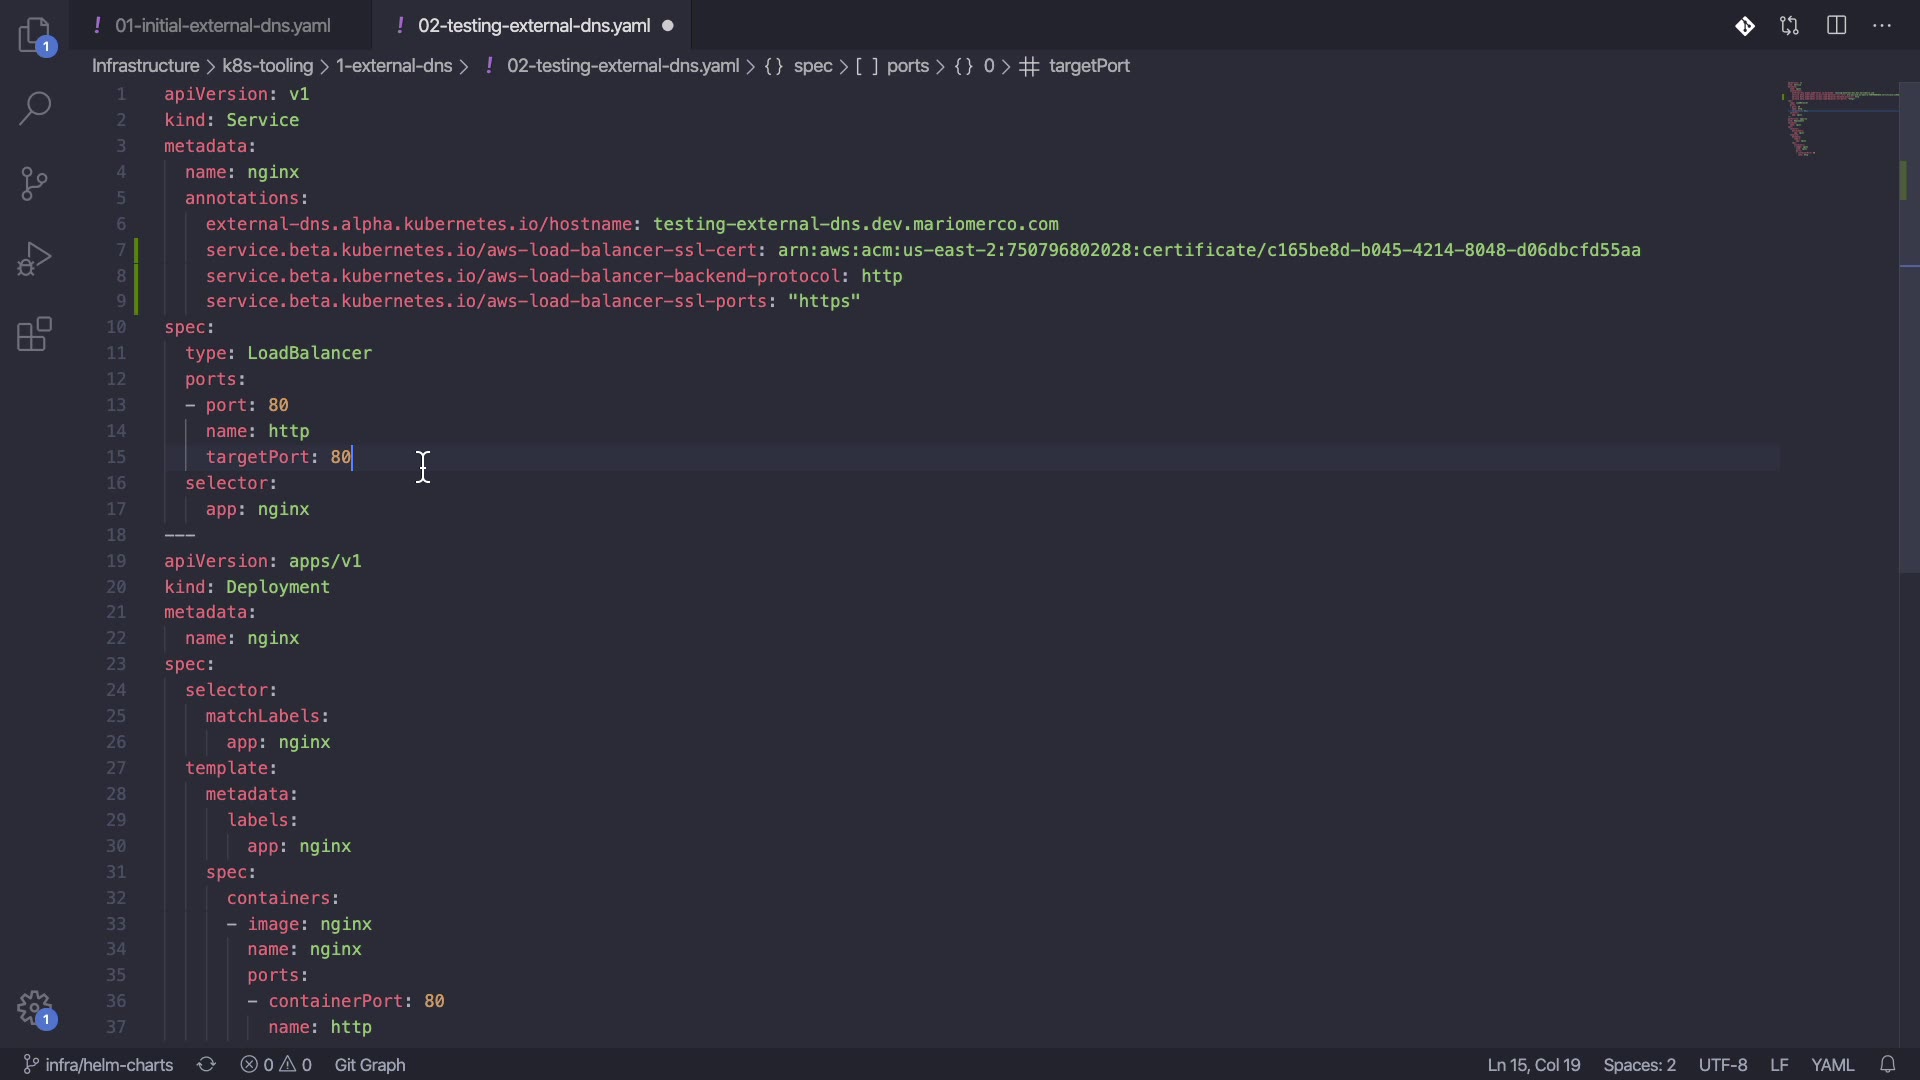 1
! 01-initial-external-dns.yaml
! 02-testing-external-dns.yaml
Infrastructure > k8s-tooling > 1-external-dns > ! 02-testing-external-dns.yaml > {} spec > [ ] ports > {} 0 > # targetPort
1 apiVersion: v1
2 kind: Service
3 metadata:
4   name: nginx
5   annotations:
6     external-dns.alpha.kubernetes.io/hostname: testing-external-dns.dev.mariomerco.com
7     service.beta.kubernetes.io/aws-load-balancer-ssl-cert: arn:aws:acm:us-east-2:750796802028:certificate/c165be8d-b045-4214-8048-d06dbcfd55aa
8     service.beta.kubernetes.io/aws-load-balancer-backend-protocol: http
9     service.beta.kubernetes.io/aws-load-balancer-ssl-ports: "https"
10 spec:
11   type: LoadBalancer
12   ports:
13   - port: 80
14     name: http
15     targetPort: 80
16   selector:
17     app: nginx
18 ---
19 apiVersion: apps/v1
20 kind: Deployment
21 metadata:
22   name: nginx
23 spec:
24   selector:
25     matchLabels:
26       app: nginx
27   template:
28     metadata:
29       labels:
30         app: nginx
31     spec:
32       containers:
33       - image: nginx
34         name: nginx
35         ports:
36         - containerPort: 80
37           name: http
1
infra/helm-charts 0 0 Git Graph Ln 15, Col 19 Spaces: 2 UTF-8 LF YAML